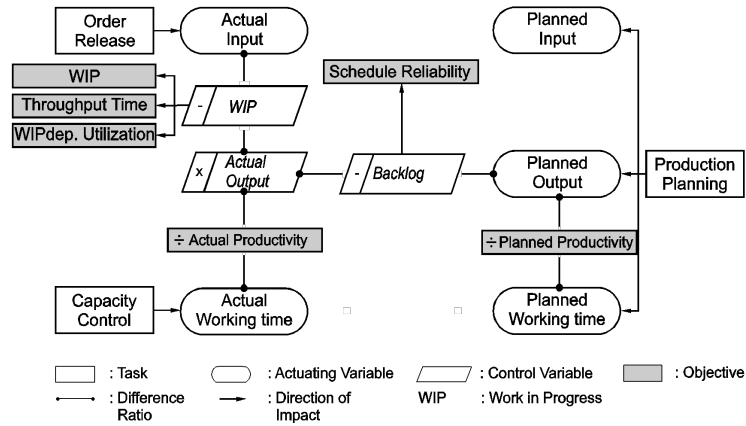 Order
Release
Actual
Input
Planned
Input
WIP
Throughput Time
WIPdep. Utilization
- WIP
Schedule Reliability
x Actual
Output
- Backlog
Planned
Output
Production
Planning
÷ Actual Productivity
÷ Planned Productivity
Capacity
Control
Actual
Working time
Planned
Working time
: Task
: Actuating Variable
: Control Variable
: Objective
: Difference
Ratio
: Direction of
Impact
WIP : Work in Progress